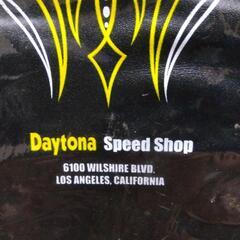 Daytona Speed Shop
6100 WILSHIRE BLVD.
LOS ANGELES, CALIFORNIA